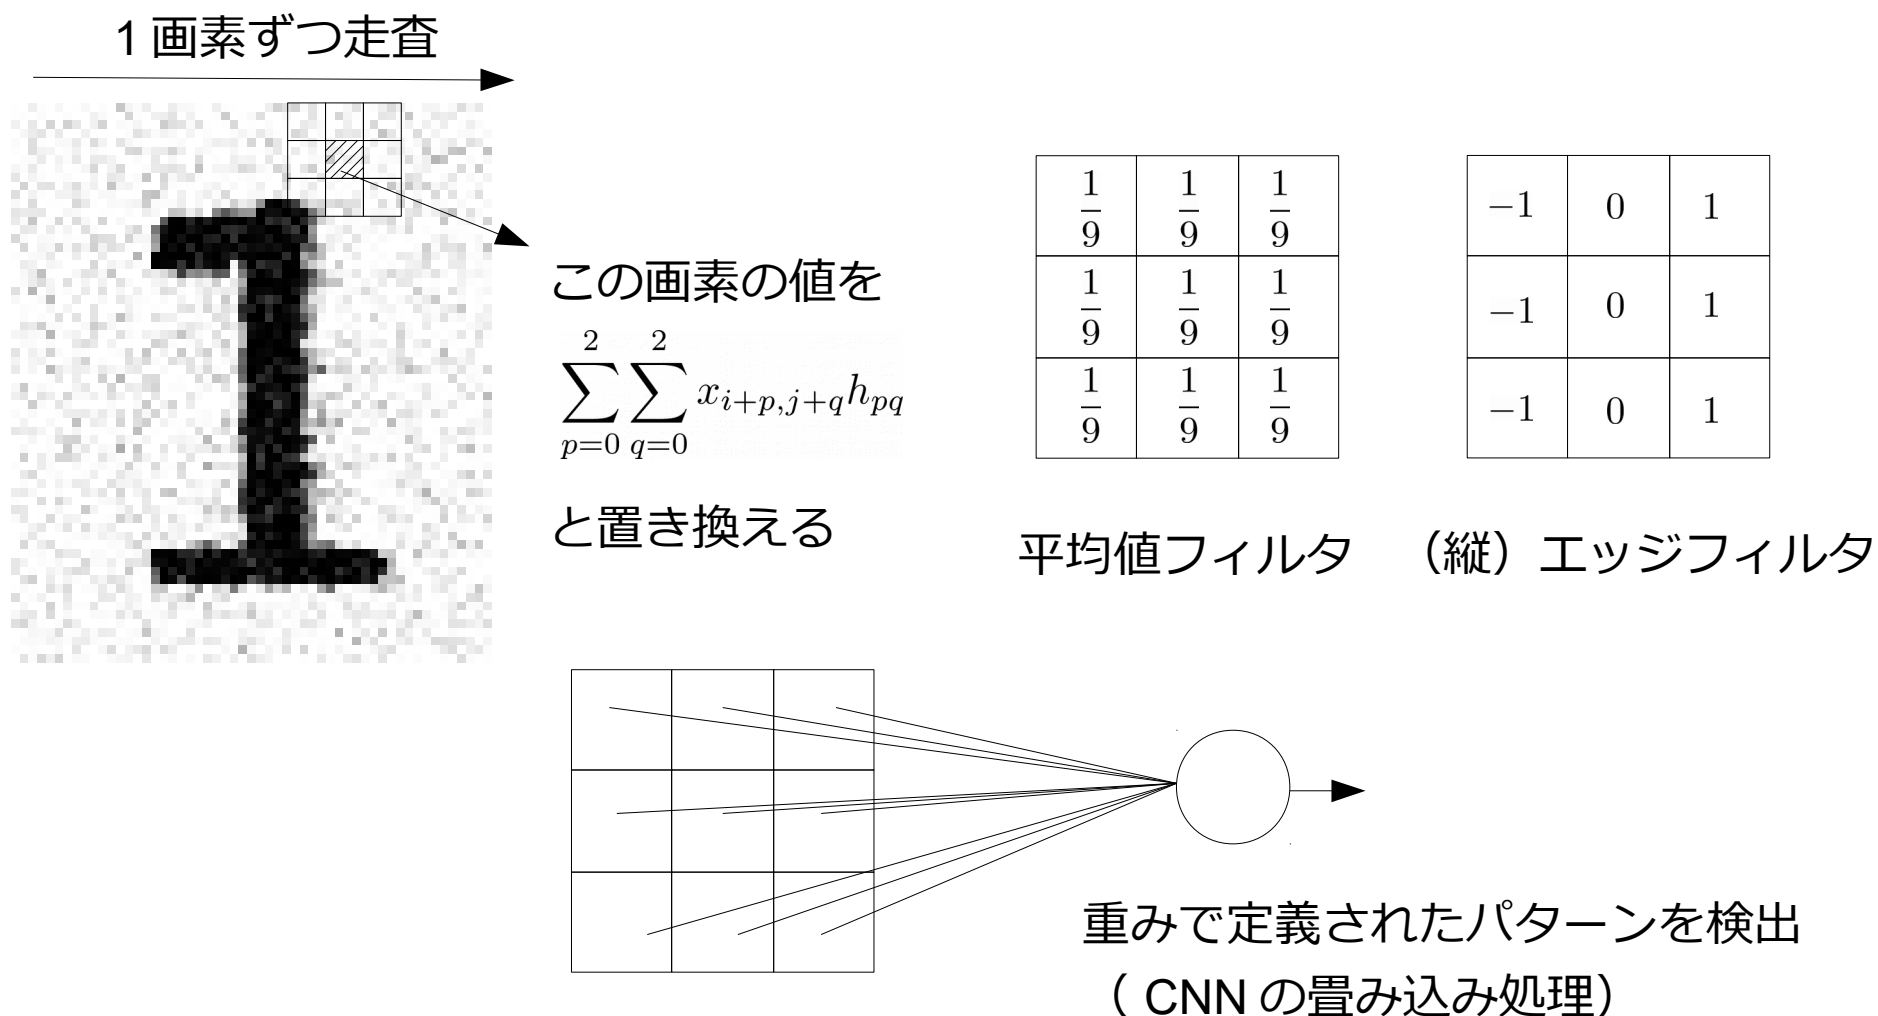 1 画素ずつ走査
この画素の値を
\sum_{p=0}^{2} \sum_{q=0}^{2} x_{i+p,j+q} h_{pq}
と置き換える
1/9 1/9 1/9
1/9 1/9 1/9
1/9 1/9 1/9
平均値フィルタ
−1 0 1
−1 0 1
−1 0 1
（縦）エッジフィルタ
重みで定義されたパターンを検出
（ CNN の畳み込み処理）